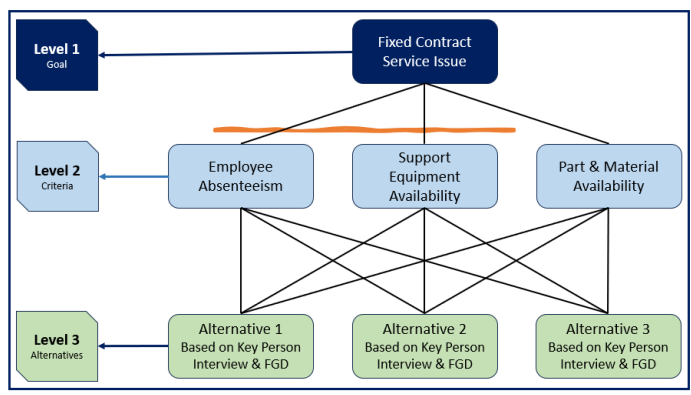 Level 1
Goal
Fixed Contract
Service Issue
Level 2
Criteria
Employee
Absenteeism
Support
Equipment
Availability
Part & Material
Availability
Level 3
Alternatives
Alternative 1
Based on Key Person
Interview & FGD
Alternative 2
Based on Key Person
Interview & FGD
Alternative 3
Based on Key Person
Interview & FGD